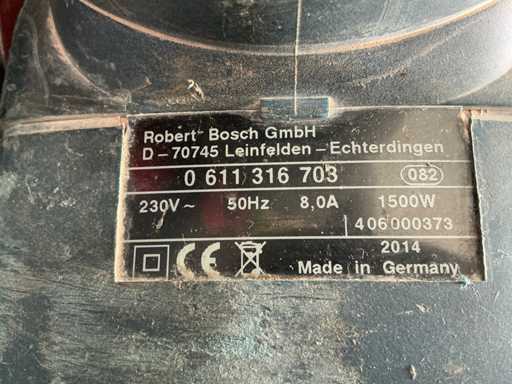 Robert Bosch GmbH
D-70745 Leinfelden-Echterdingen
0 611 316 703 082
230V~ 50Hz 8,0A 1500W
406000373
CE 2014
Made in Germany